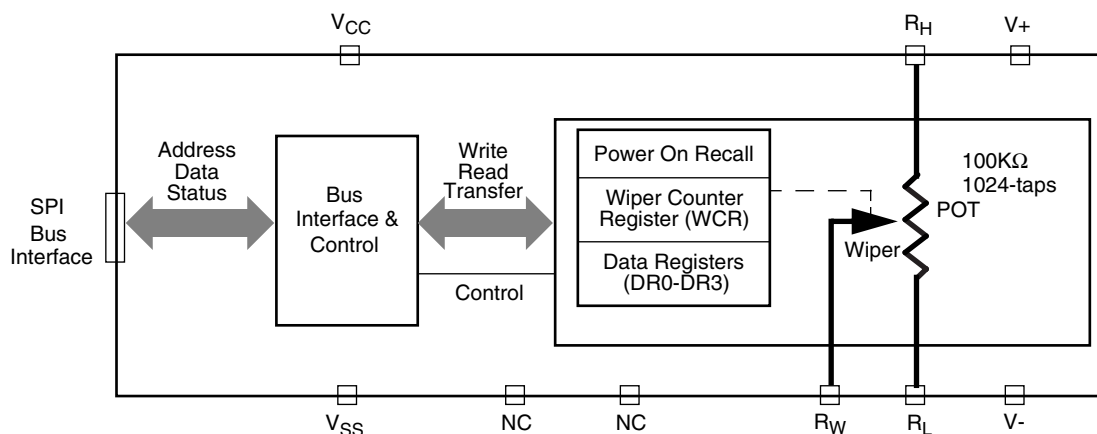 VCC
RH
V+
Address
Data
Status
SPI
Bus
Interface
Bus
Interface &
Control
Write
Read
Transfer
Control
Power On Recall
Wiper Counter
Register (WCR)
Data Registers
(DR0-DR3)
100KΩ
1024-taps
POT
Wiper
VSS
NC
NC
RW
RL
V-